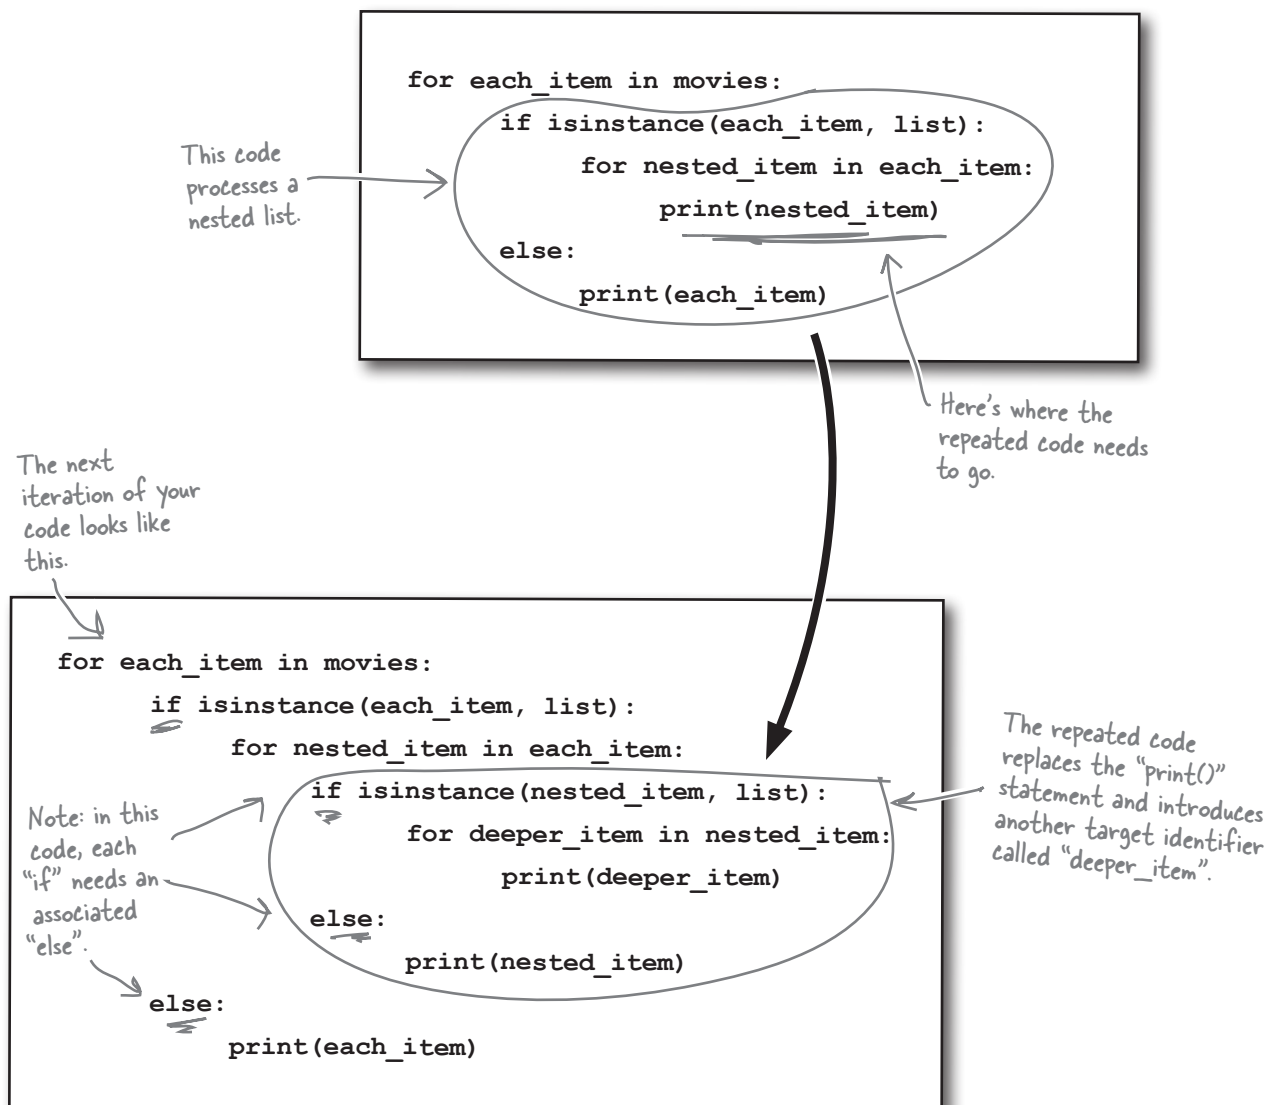 for each_item in movies:
if isinstance(each_item, list):
for nested_item in each_item:
print(nested_item)
else:
print(each_item)
This code
processes a
nested list.
Here's where the
repeated code needs
to go.
The next
iteration of your
code looks like
this.
for each_item in movies:
if isinstance(each_item, list):
for nested_item in each_item:
if isinstance(nested_item, list):
for deeper_item in nested_item:
print(deeper_item)
else:
print(nested_item)
else:
print(each_item)
Note: in this
code, each
“if” needs an
associated
“else”.
The repeated code
replaces the “print()”
statement and introduces
another target identifier
called “deeper_item”.